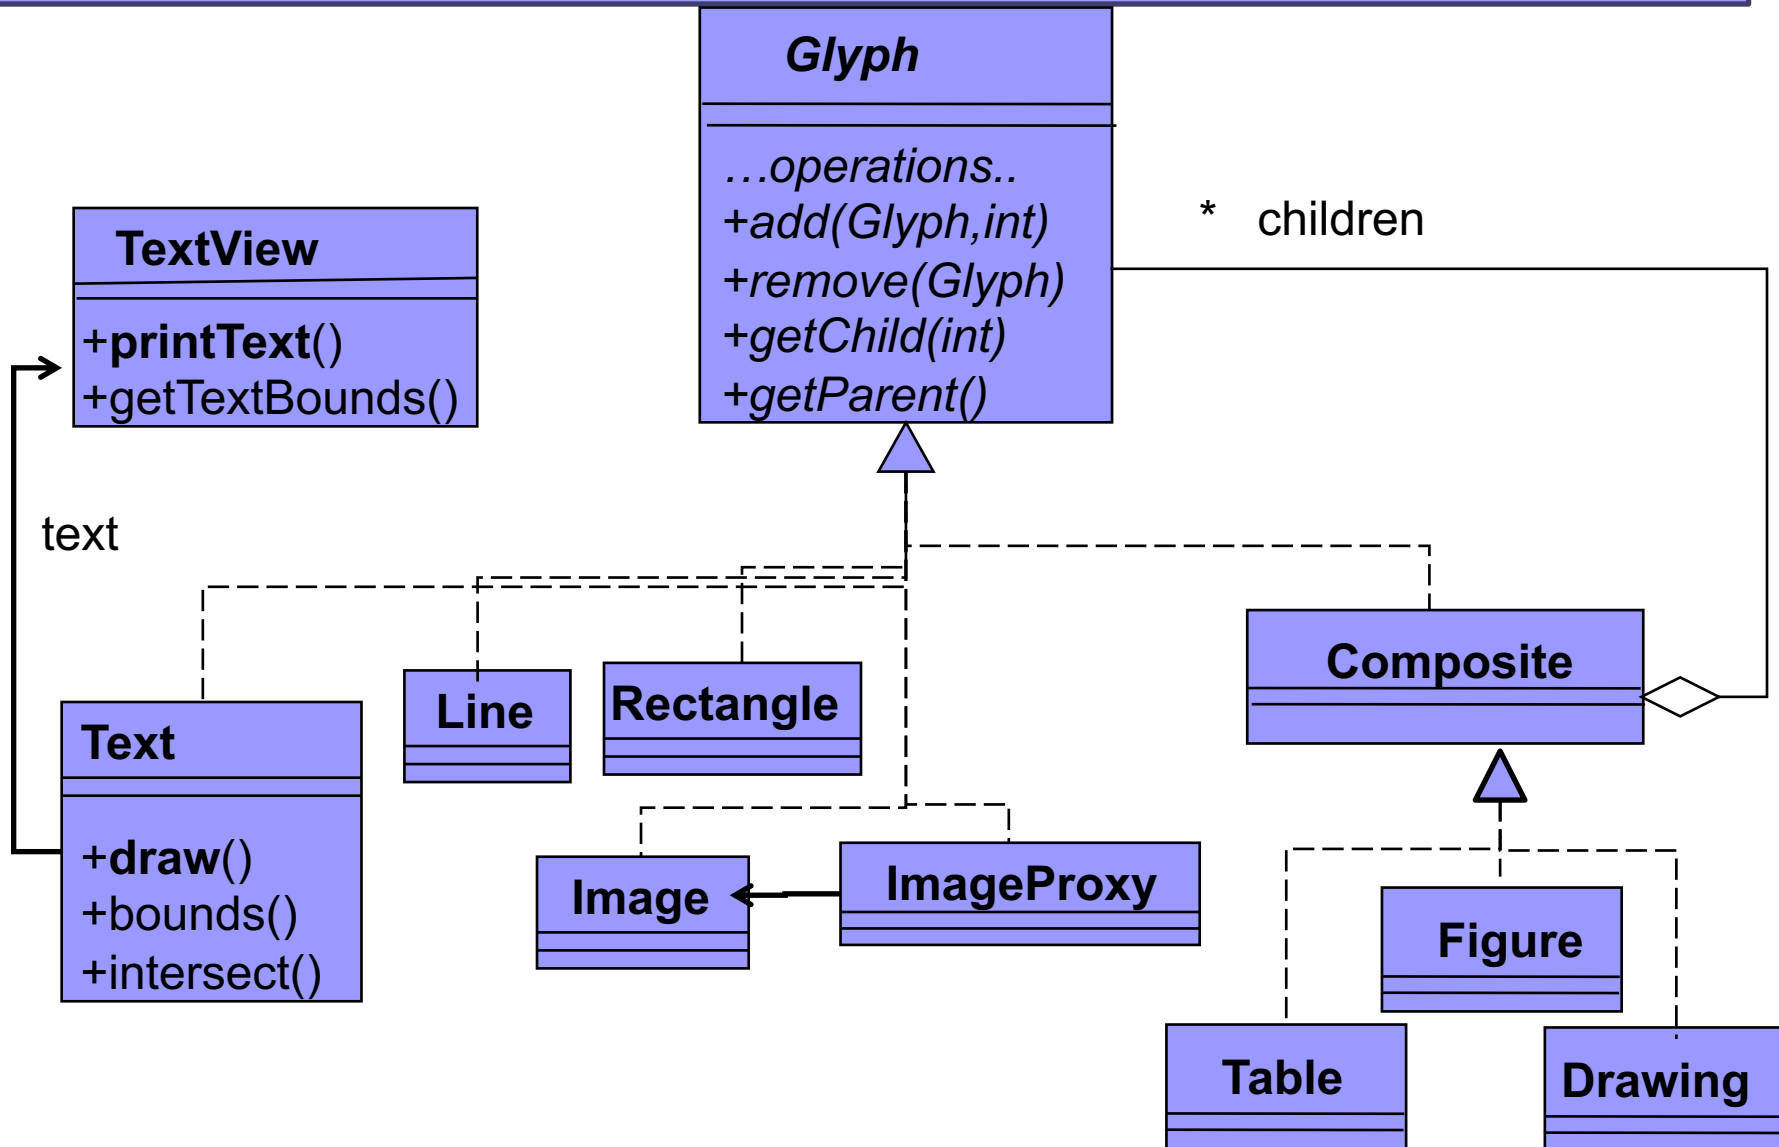 Glyph
…operations..
+add(Glyph,int)
+remove(Glyph)
+getChild(int)
+getParent()
* children
TextView
+printText()
+getTextBounds()
text
Text
+draw()
+bounds()
+intersect()
Line
Rectangle
Composite
Image
ImageProxy
Figure
Table
Drawing